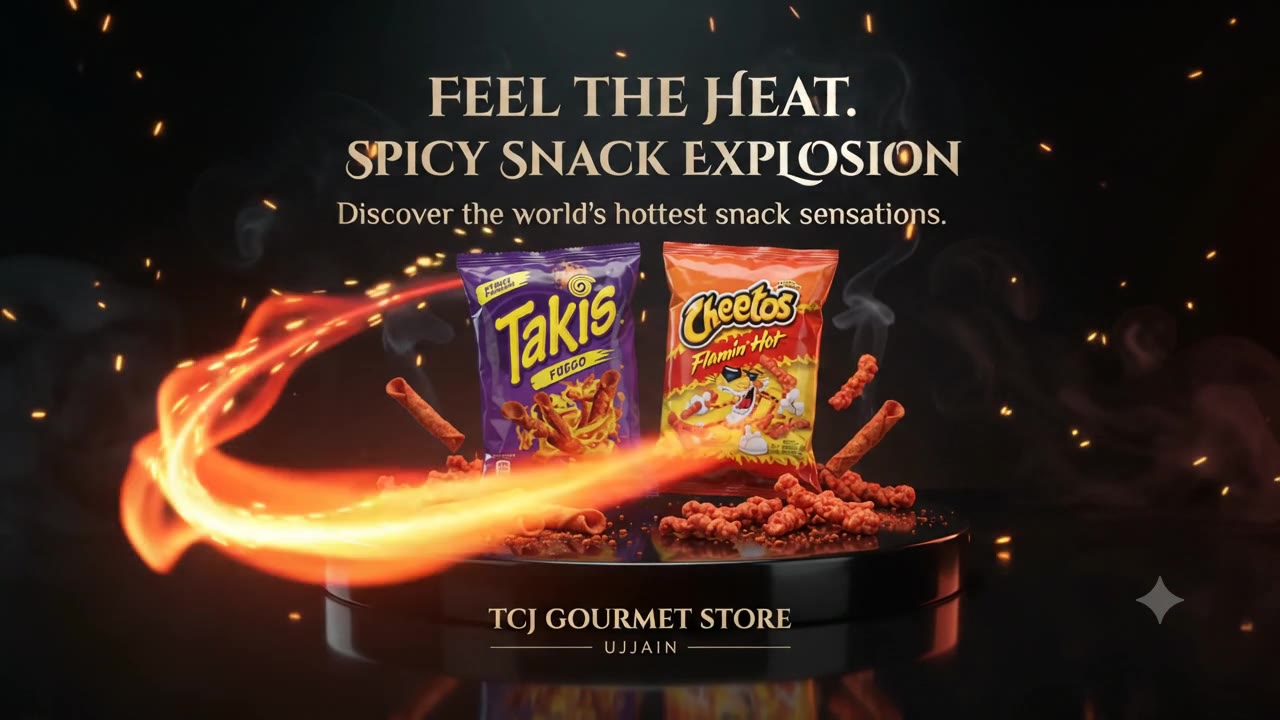 FEEL THE HEAT.
SPICY SNACK EXPLOSION
Discover the world's hottest snack sensations.
Takis
FUEGO
Cheetos
Flamin' Hot
TCJ GOURMET STORE
UJJAIN